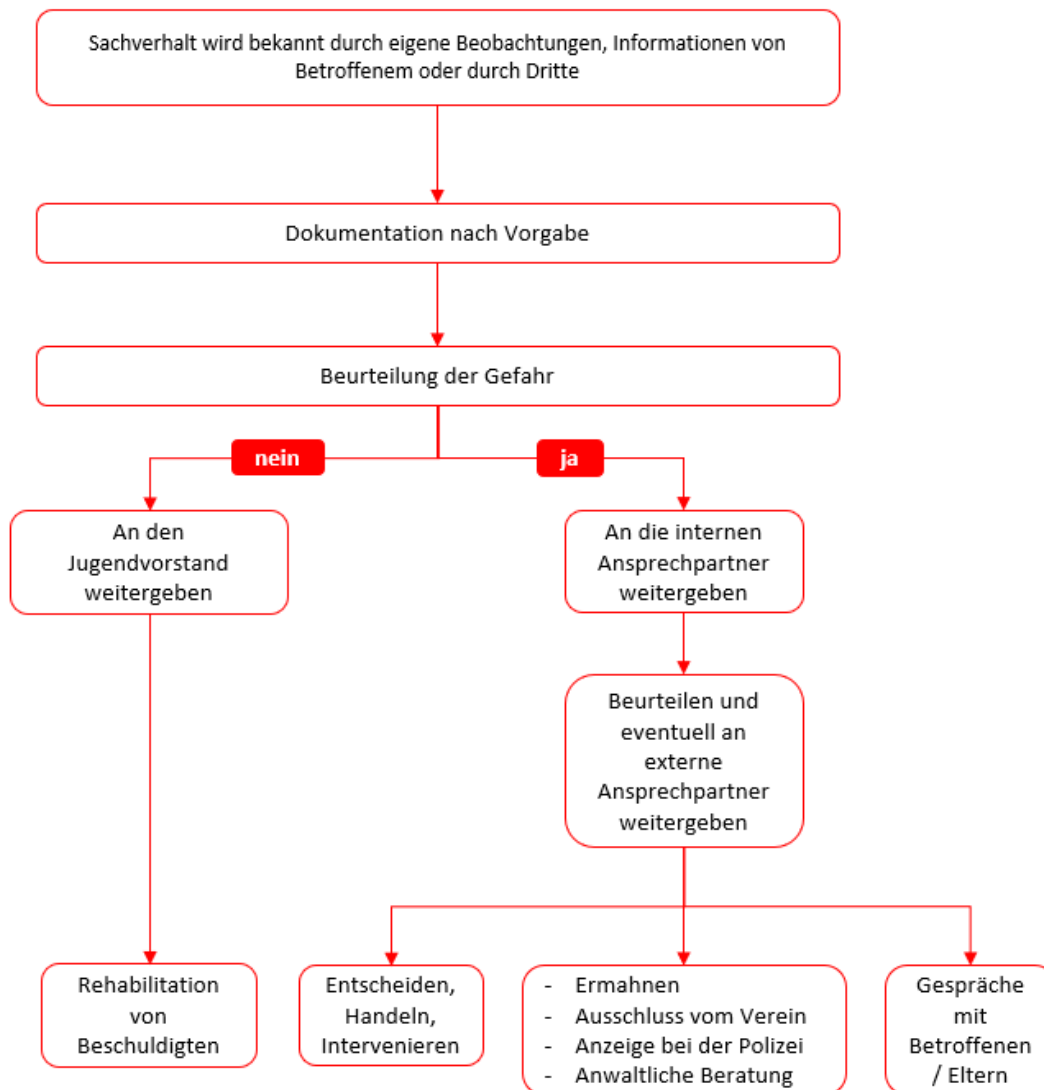 Sachverhalt wird bekannt durch eigene Beobachtungen, Informationen von
Betroffenem oder durch Dritte
Dokumentation nach Vorgabe
Beurteilung der Gefahr
nein
ja
An den
Jugendvorstand
weitergeben
An die internen
Ansprechpartner
weitergeben
Beurteilen und
eventuell an
externe
Ansprechpartner
weitergeben
Rehabilitation
von
Beschuldigten
Entscheiden,
Handeln,
Intervenieren
- Ermahnen
- Ausschluss vom Verein
- Anzeige bei der Polizei
- Anwaltliche Beratung
Gespräche
mit
Betroffenen
/ Eltern